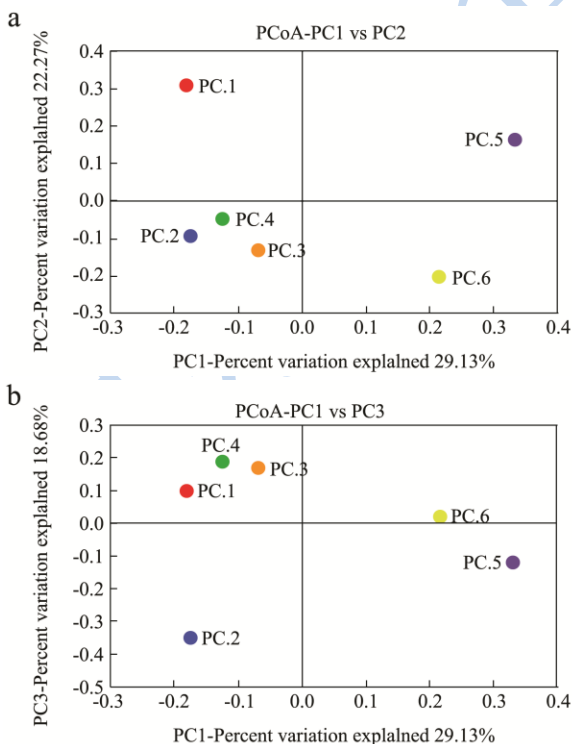 a
PCoA-PC1 vs PC2
PC2-Percent variation explalned 22.27%
0.4
0.3
0.2
0.1
0.0
-0.1
-0.2
-0.3
PC.1
PC.5
PC.4
PC.2
PC.3
PC.6
-0.3 -0.2 -0.1 0.0 0.1 0.2 0.3 0.4
PC1-Percent variation explalned 29.13%
b
PCoA-PC1 vs PC3
PC3-Percent variation explalned 18.68%
0.3
0.2
0.1
0.0
-0.1
-0.2
-0.3
-0.4
-0.5
PC.4
PC.3
PC.1
PC.6
PC.5
PC.2
-0.3 -0.2 -0.1 0.0 0.1 0.2 0.3 0.4
PC1-Percent variation explalned 29.13%